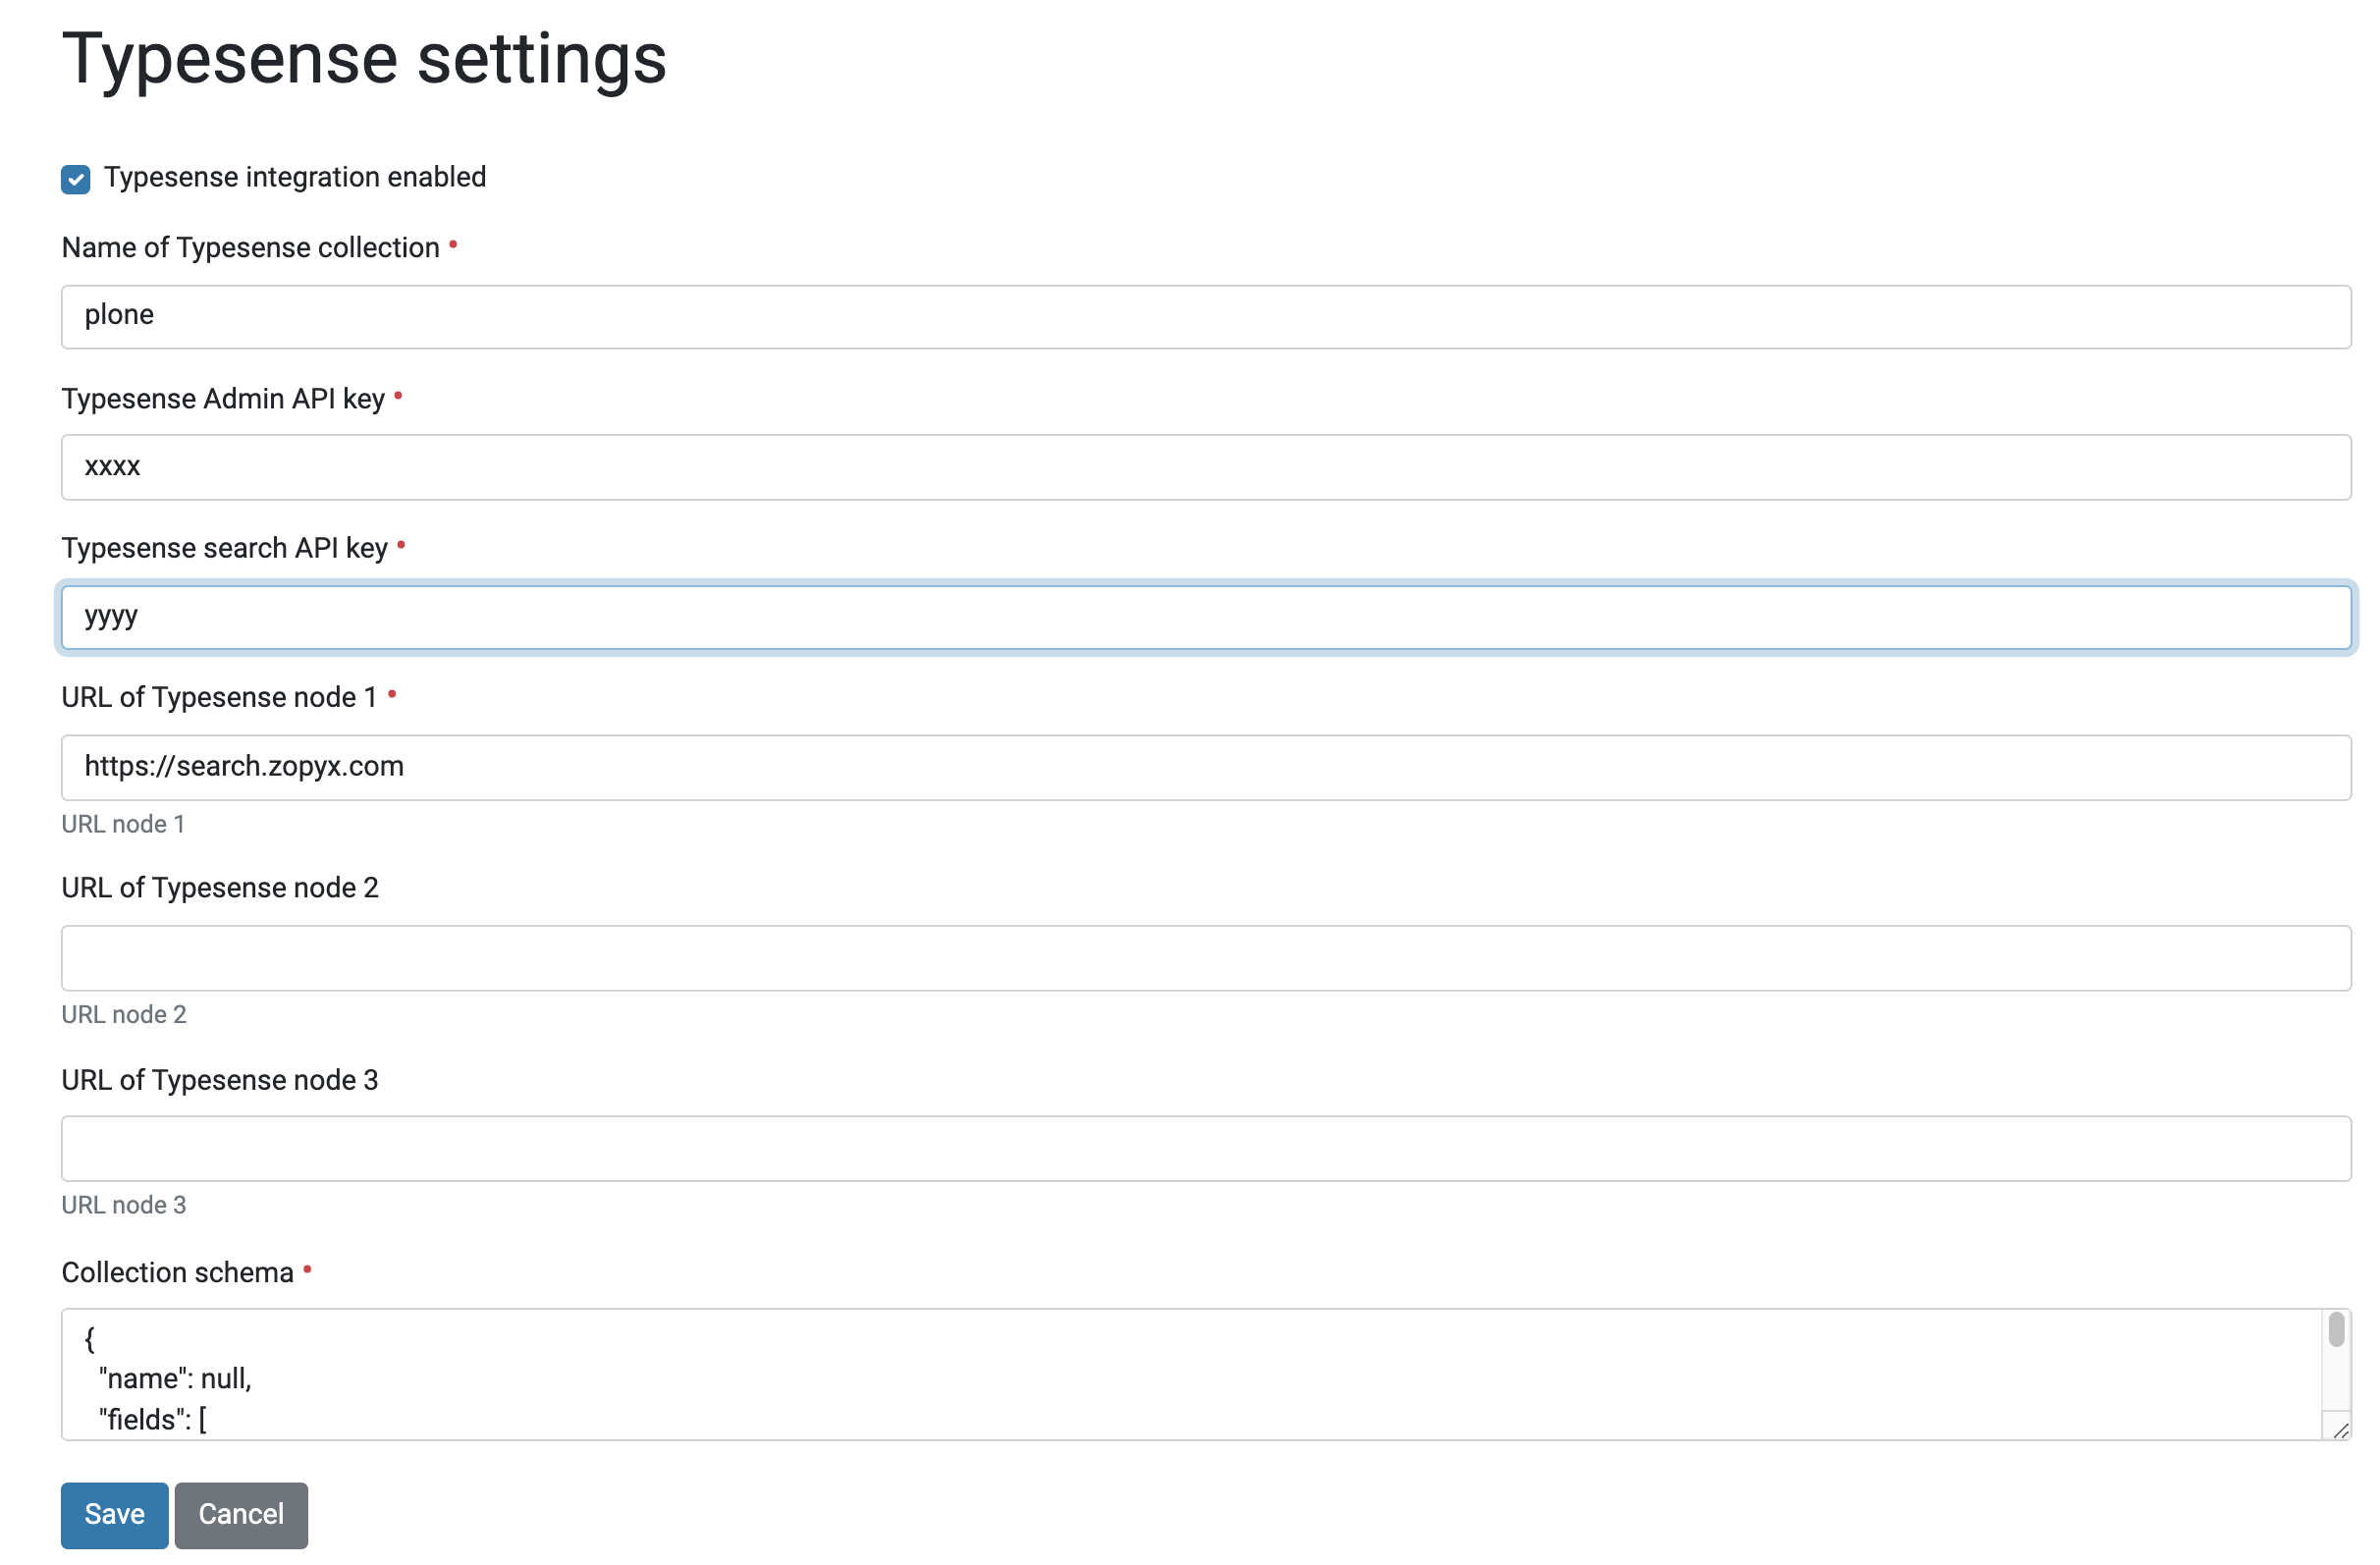 Typesense settings
Typesense integration enabled
Name of Typesense collection •
plone
Typesense Admin API key •
xxxx
Typesense search API key •
yyyy
URL of Typesense node 1 •
https://search.zopyx.com
URL node 1
URL of Typesense node 2
URL node 2
URL of Typesense node 3
URL node 3
Collection schema •
{
"name": null,
"fields": [
Save Cancel